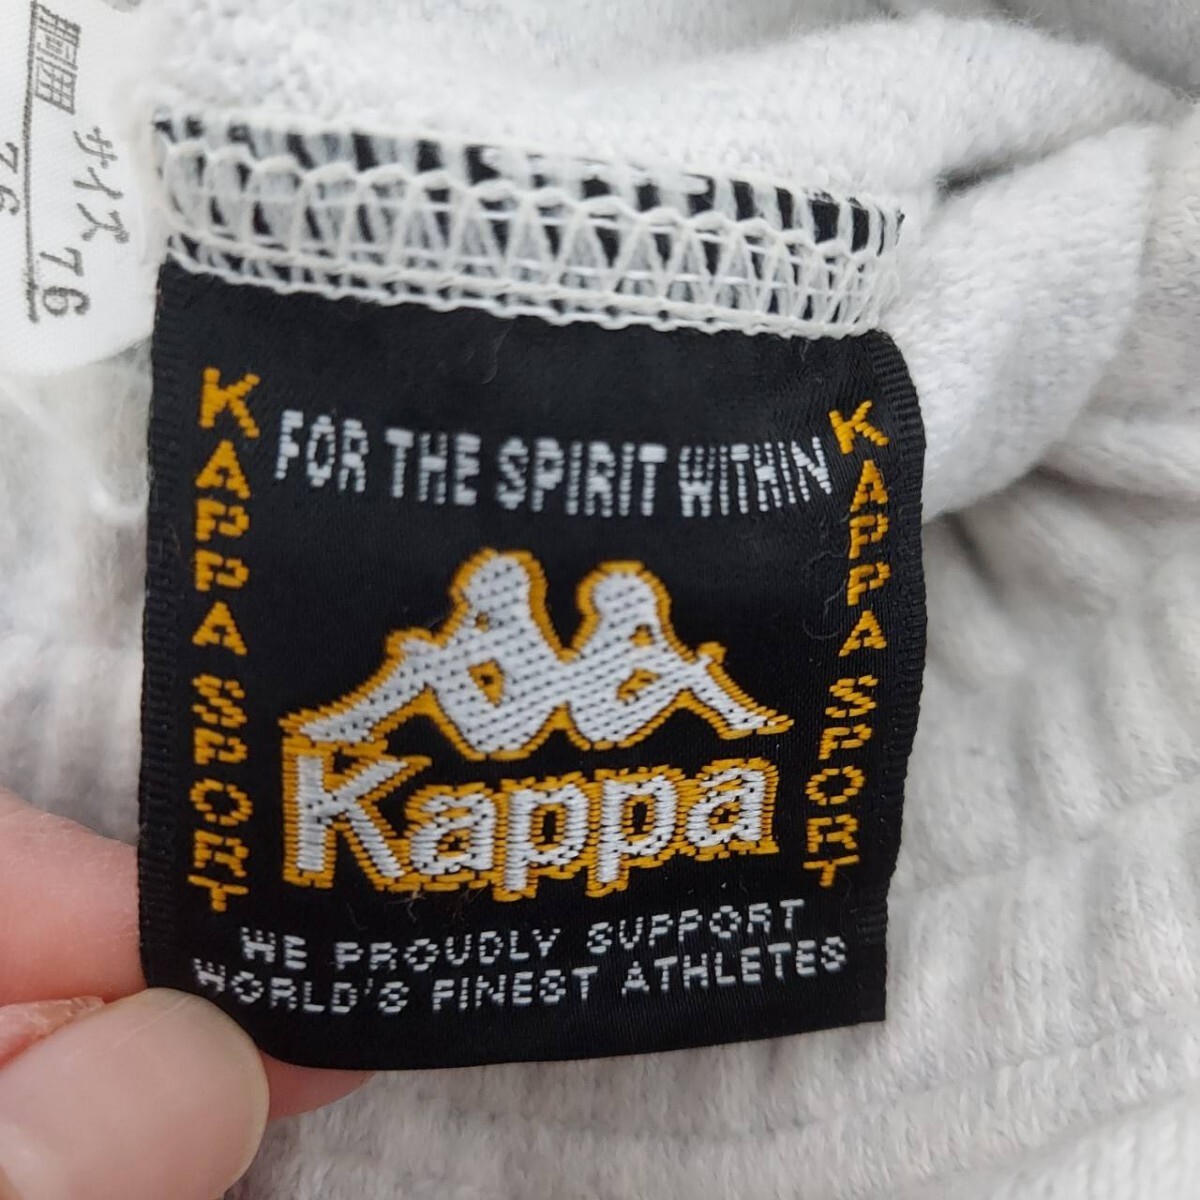 サイズ 76
胴囲 76
FOR THE SPIRIT WITHIN
KAPPA SPORT
KAPPA SPORT
Kappa
WE PROUDLY SUPPORT
WORLD'S FINEST ATHLETES